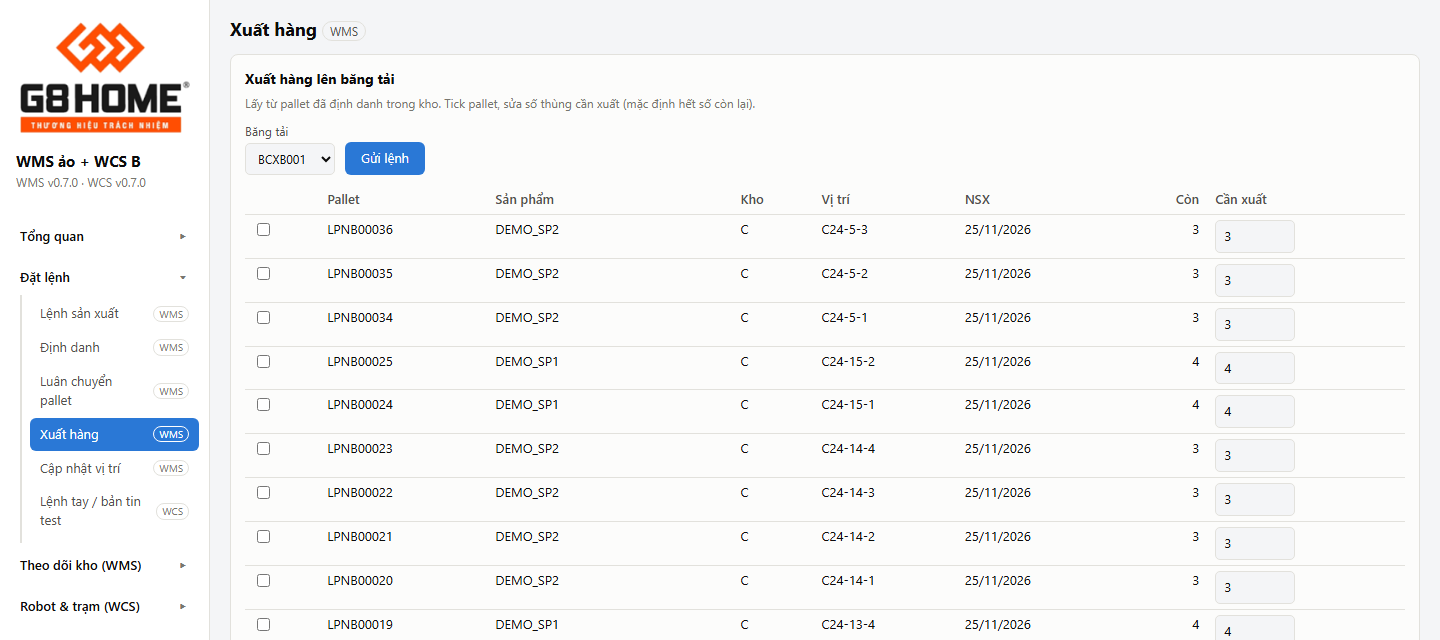 G8 HOME®
THƯƠNG HIỆU TRÁCH NHIỆM
WMS ảo + WCS B
WMS v0.7.0 · WCS v0.7.0
Tổng quan
Đặt lệnh
Lệnh sản xuất WMS
Định danh WMS
Luân chuyển
pallet WMS
Xuất hàng WMS
Cập nhật vị trí WMS
Lệnh tay / bản tin
test WCS
Theo dõi kho (WMS)
Robot & trạm (WCS)
Xuất hàng WMS
Xuất hàng lên băng tải
Lấy từ pallet đã định danh trong kho. Tick pallet, sửa số thùng cần xuất (mặc định hết số còn lại).
Băng tải
BCXB001 Gửi lệnh
Pallet Sản phẩm Kho Vị trí NSX Còn Cần xuất
LPNB00036 DEMO_SP2 C C24-5-3 25/11/2026 3 3
LPNB00035 DEMO_SP2 C C24-5-2 25/11/2026 3 3
LPNB00034 DEMO_SP2 C C24-5-1 25/11/2026 3 3
LPNB00025 DEMO_SP1 C C24-15-2 25/11/2026 4 4
LPNB00024 DEMO_SP1 C C24-15-1 25/11/2026 4 4
LPNB00023 DEMO_SP2 C C24-14-4 25/11/2026 3 3
LPNB00022 DEMO_SP2 C C24-14-3 25/11/2026 3 3
LPNB00021 DEMO_SP2 C C24-14-2 25/11/2026 3 3
LPNB00020 DEMO_SP2 C C24-14-1 25/11/2026 3 3
LPNB00019 DEMO_SP1 C C24-13-4 25/11/2026 4 4